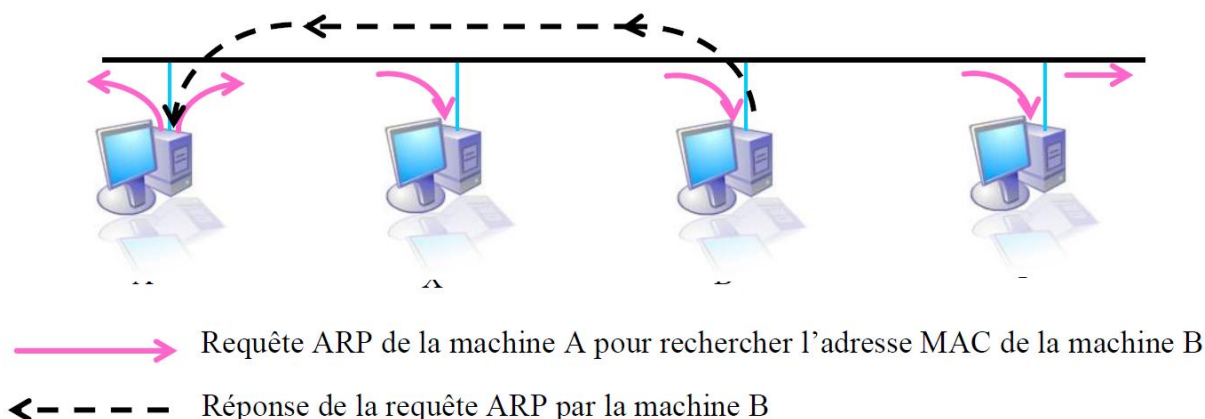 X
Requête ARP de la machine A pour rechercher l’adresse MAC de la machine B
Réponse de la requête ARP par la machine B